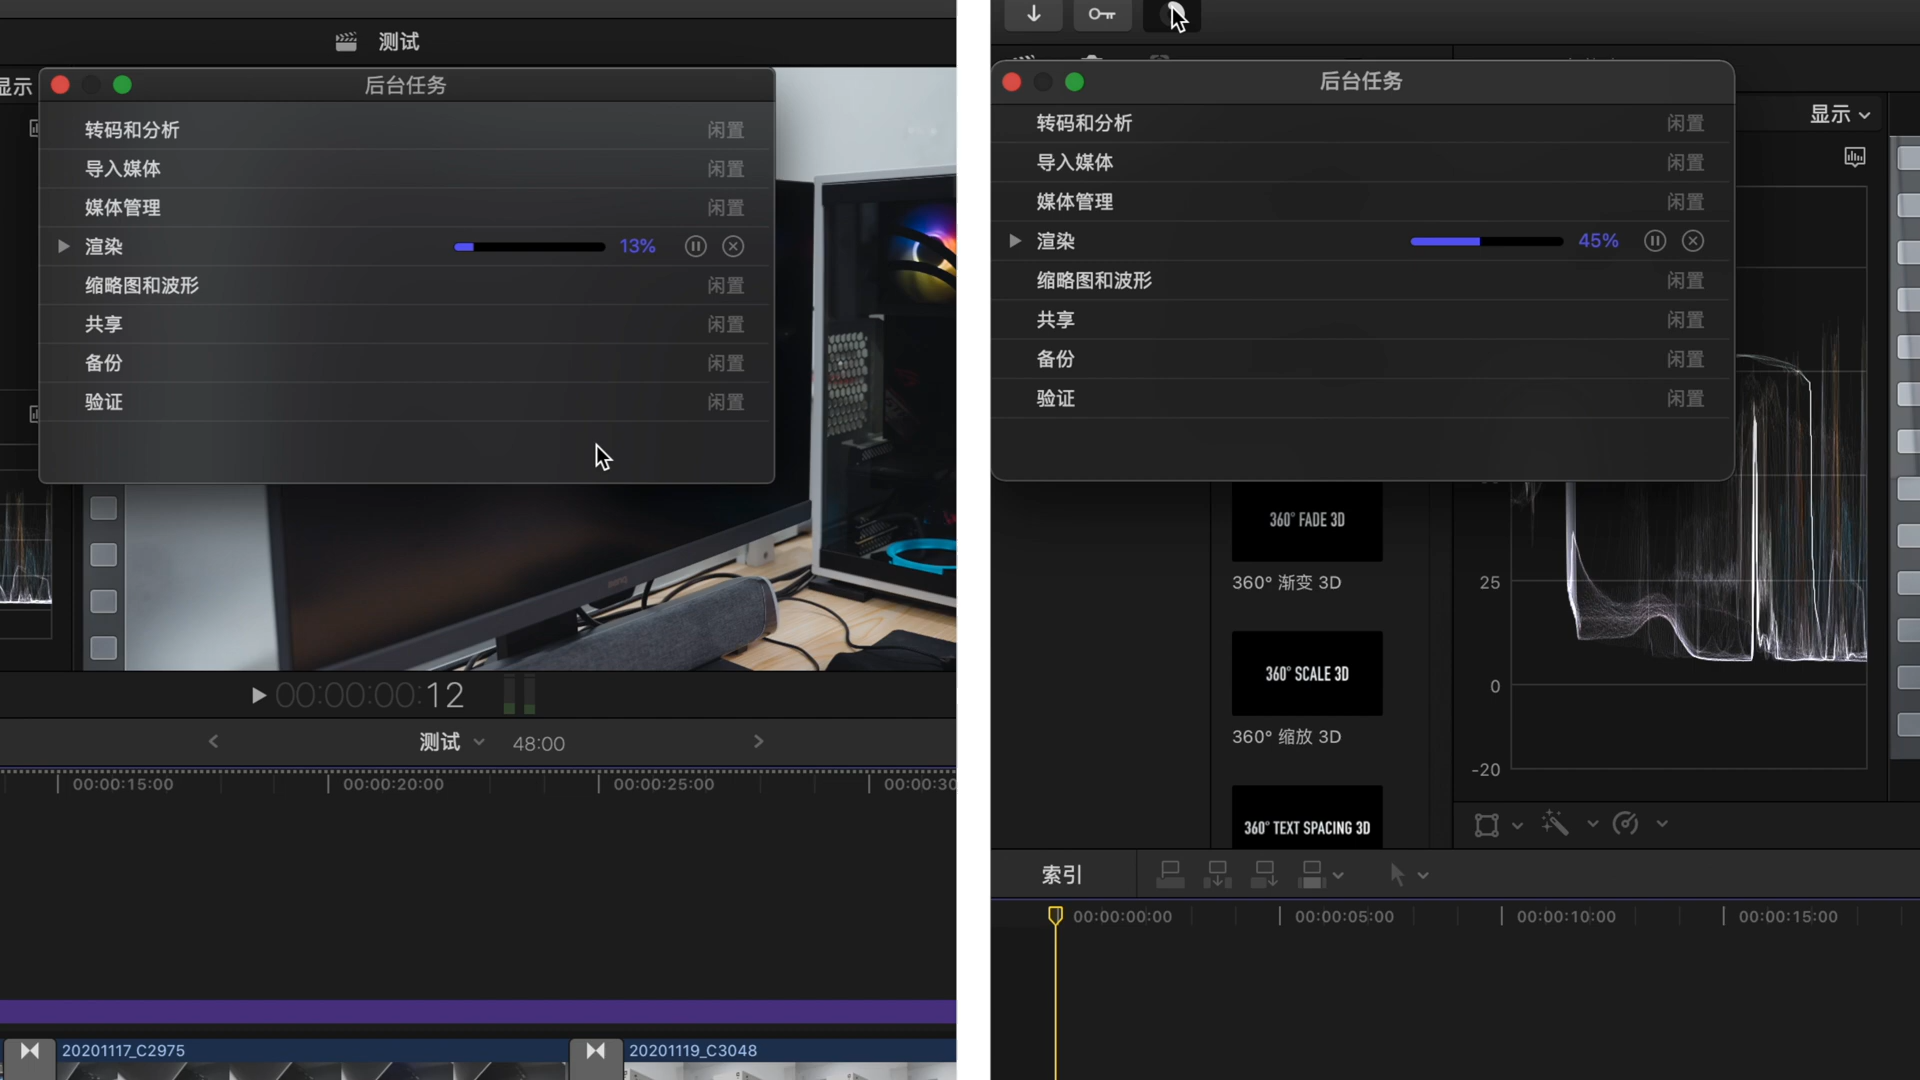 测试
显示
后台任务
转码和分析 闲置
导入媒体 闲置
媒体管理 闲置
渲染 13%
缩略图和波形 闲置
共享 闲置
备份 闲置
验证 闲置
00:00:00:12
测试 48:00
00:00:15:00 00:00:20:00 00:00:25:00 00:00:30
20201117_C2975 20201119_C3048
后台任务
转码和分析 闲置
导入媒体 闲置
媒体管理 闲置
渲染 45%
缩略图和波形 闲置
共享 闲置
备份 闲置
验证 闲置
显示
360° FADE 3D
360° 渐变 3D
360° SCALE 3D
360° 缩放 3D
360° TEXT SPACING 3D
25
0
-20
索引
00:00:00:00 00:00:05:00 00:00:10:00 00:00:15:00